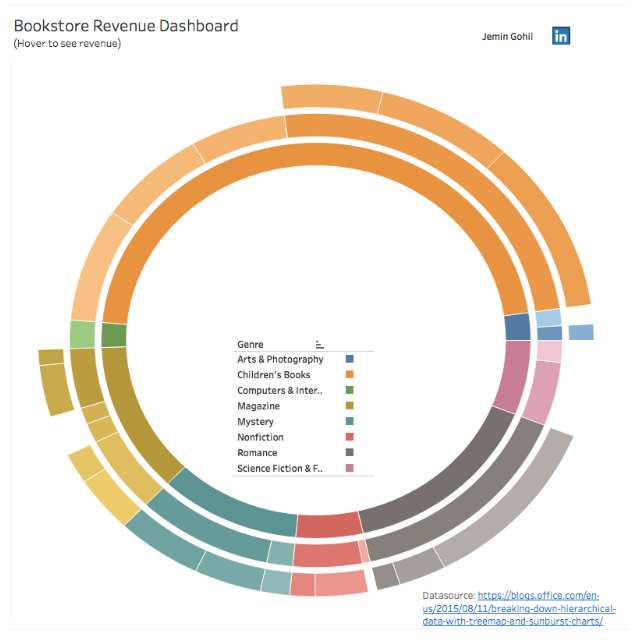 Bookstore Revenue Dashboard
(Hover to see revenue)
Jemin Gohil
in
Genre
Arts & Photography
Children's Books
Computers & Inter..
Magazine
Mystery
Nonfiction
Romance
Science Fiction & F..
Datasource: https://blogs.office.com/en-
us/2015/08/11/breaking-down-hierarchical-
data-with-treemap-and-sunburst-charts/